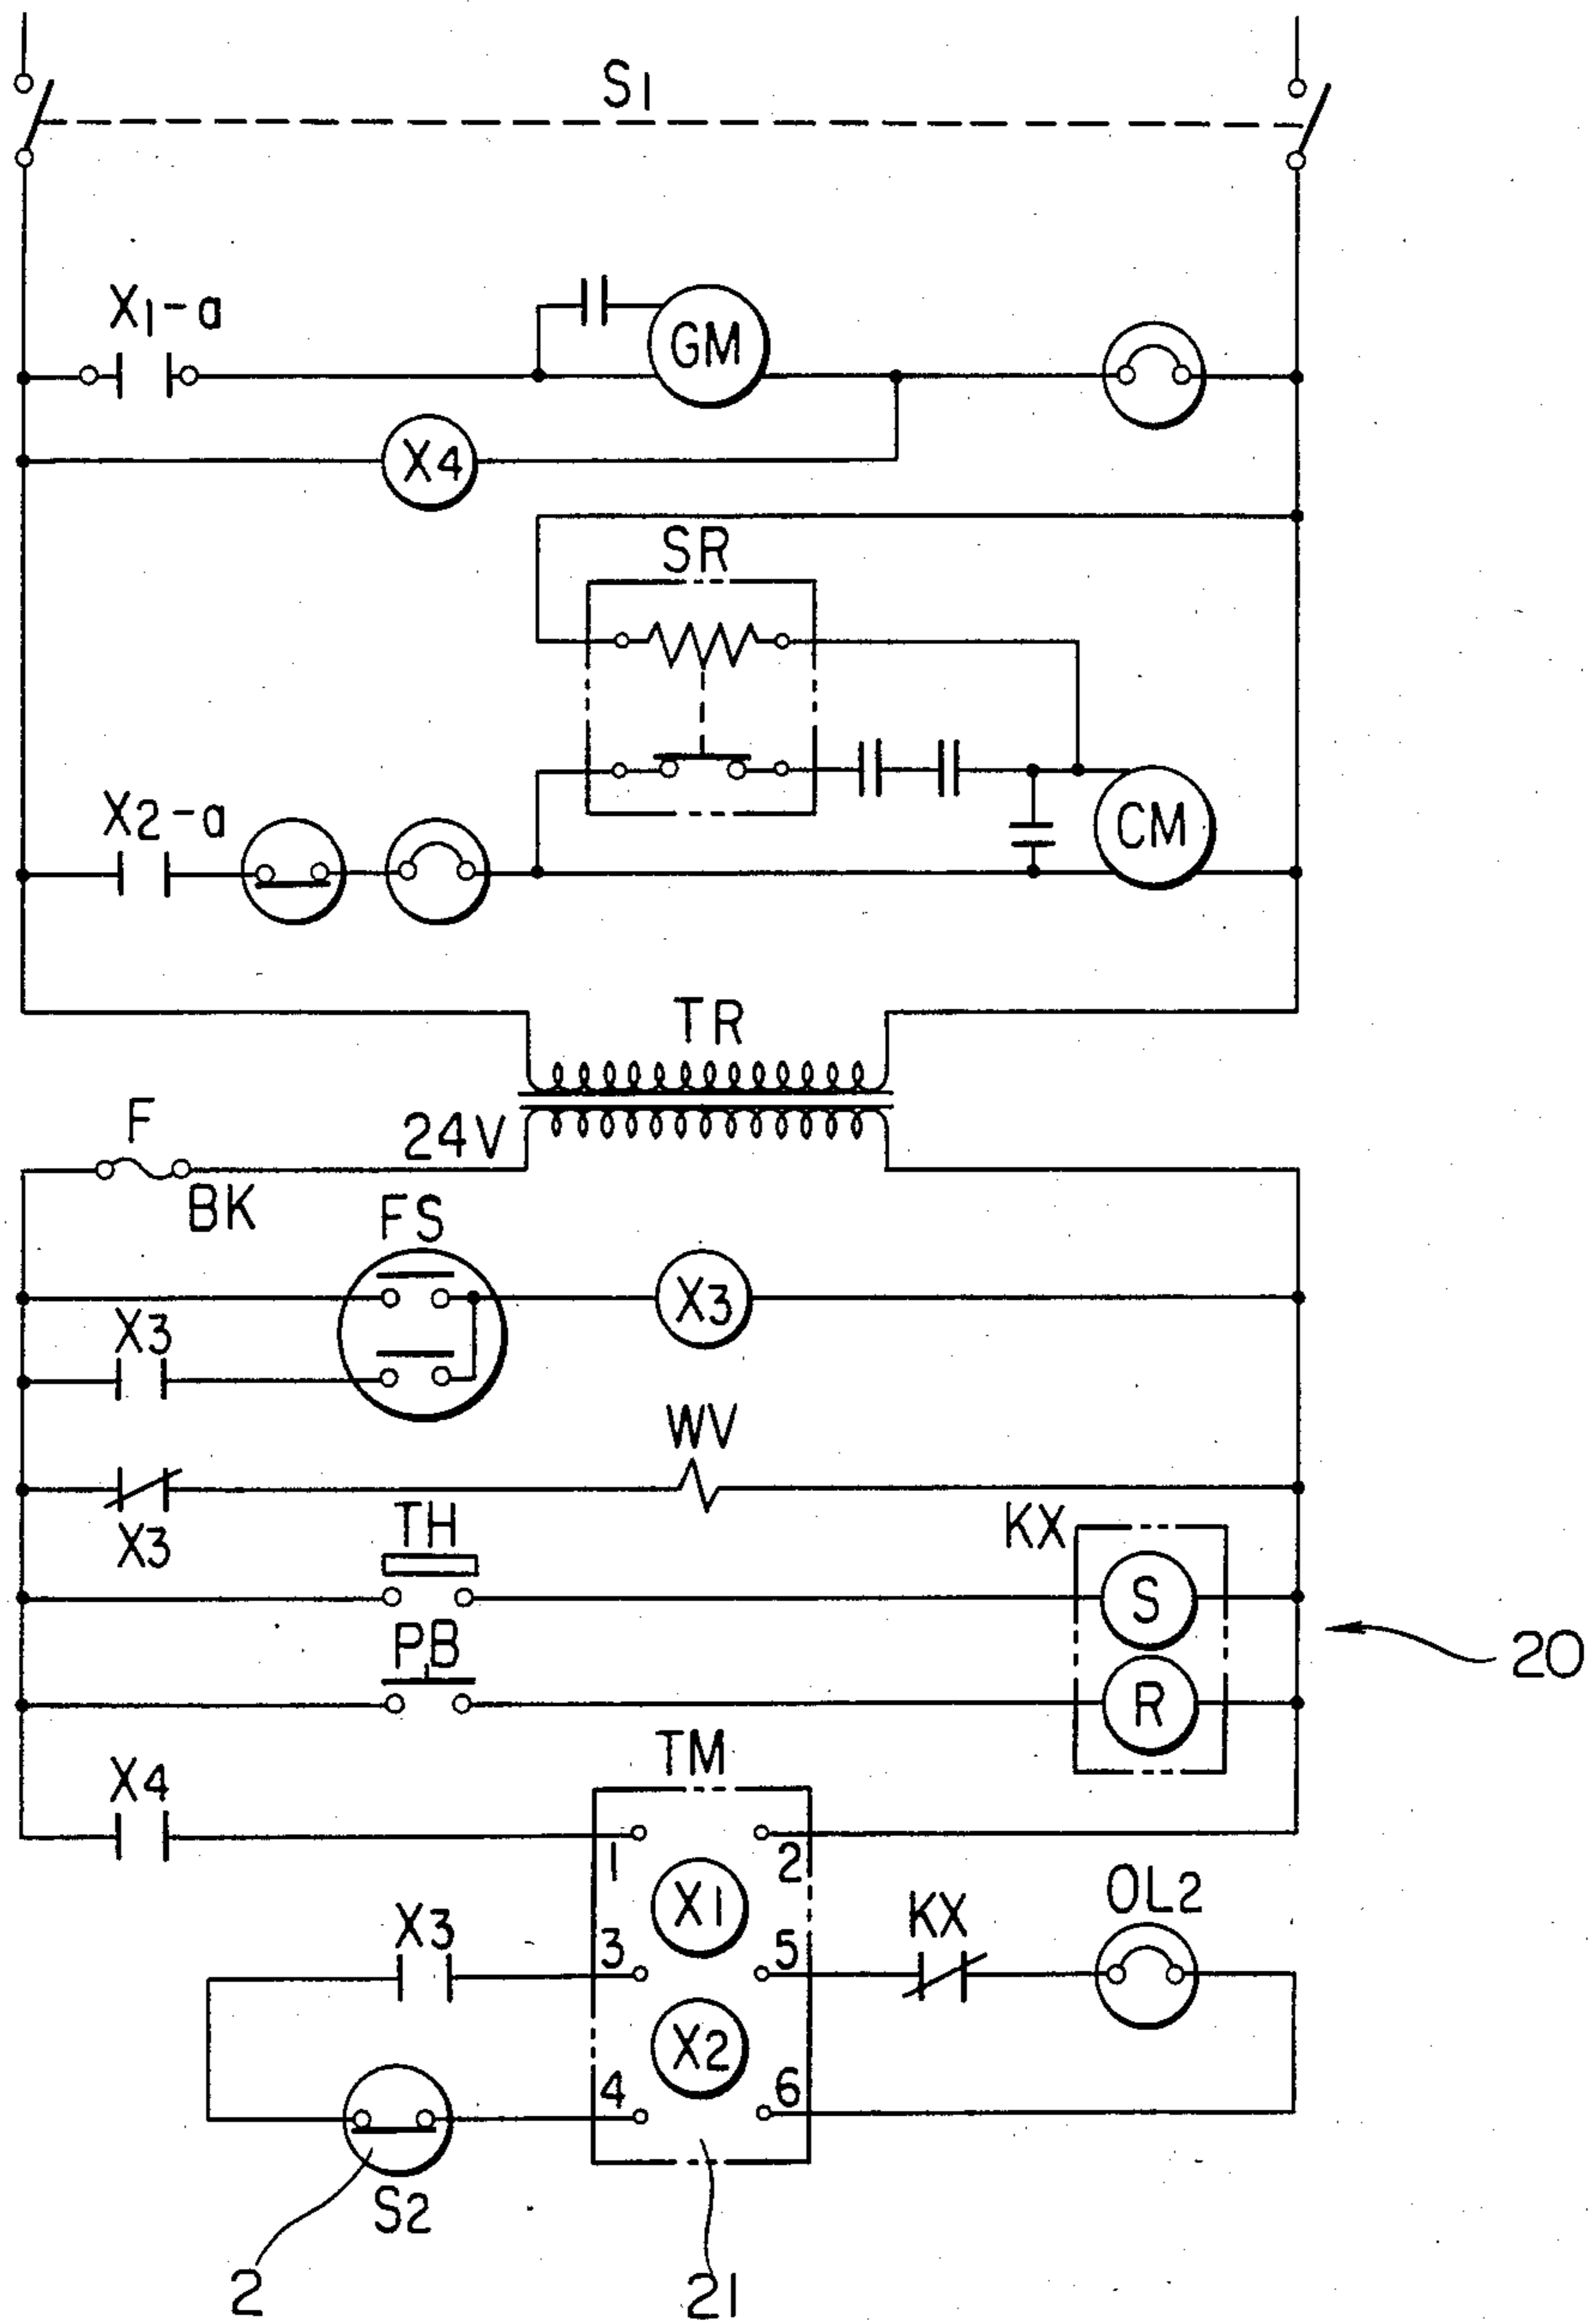 S1
X1-a
GM
X4
SR
X2-a
CM
TR
24V
F
BK
FS
X3
X3
WV
X3
TH
KX
S
PB
R
20
TM
X4
1
2
X1
OL2
X3
KX
3
5
X2
4
6
S2
2
21